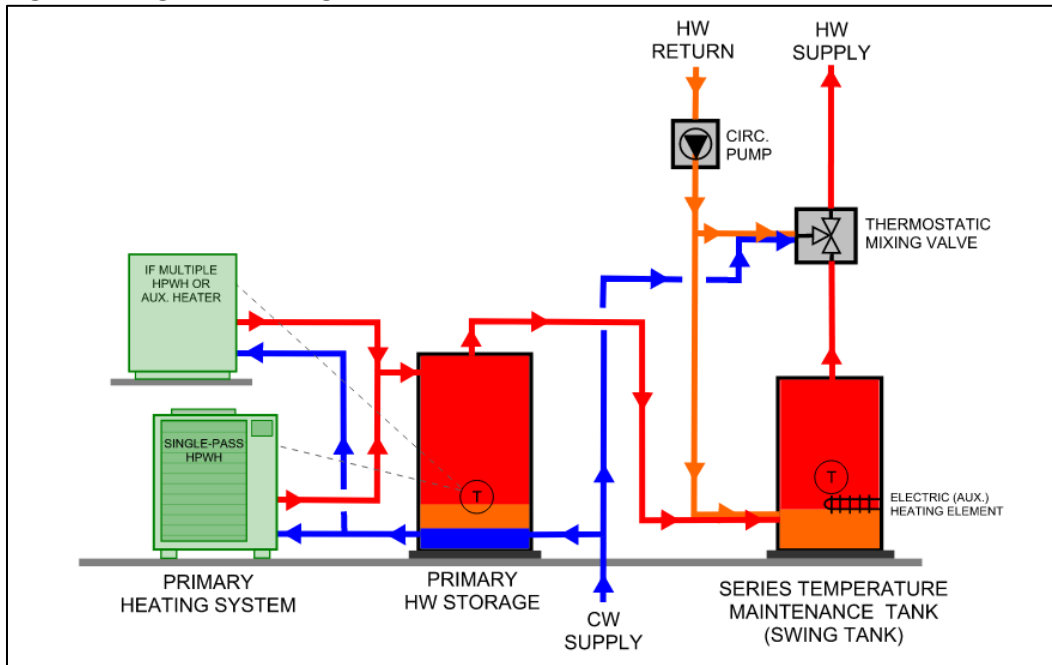 HW
RETURN
HW
SUPPLY
CIRC.
PUMP
THERMOSTATIC
MIXING VALVE
IF MULTIPLE
HPWH OR
AUX. HEATER
SINGLE-PASS
HPWH
T
T
ELECTRIC (AUX.)
HEATING ELEMENT
PRIMARY
HEATING SYSTEM
PRIMARY
HW STORAGE
CW
SUPPLY
SERIES TEMPERATURE
MAINTENANCE TANK
(SWING TANK)